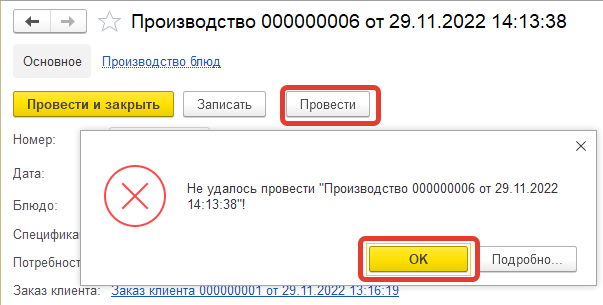 Производство 000000006 от 29.11.2022 14:13:38
Основное Производство блюд
Провести и закрыть Записать Провести
Номер:
Дата:
Блюдо:
Специфика
Потребност
Заказ клиента: Заказ клиента 000000001 от 29.11.2022 13:16:19
Не удалось провести "Производство 000000006 от 29.11.2022
14:13:38"!
OK Подробно...